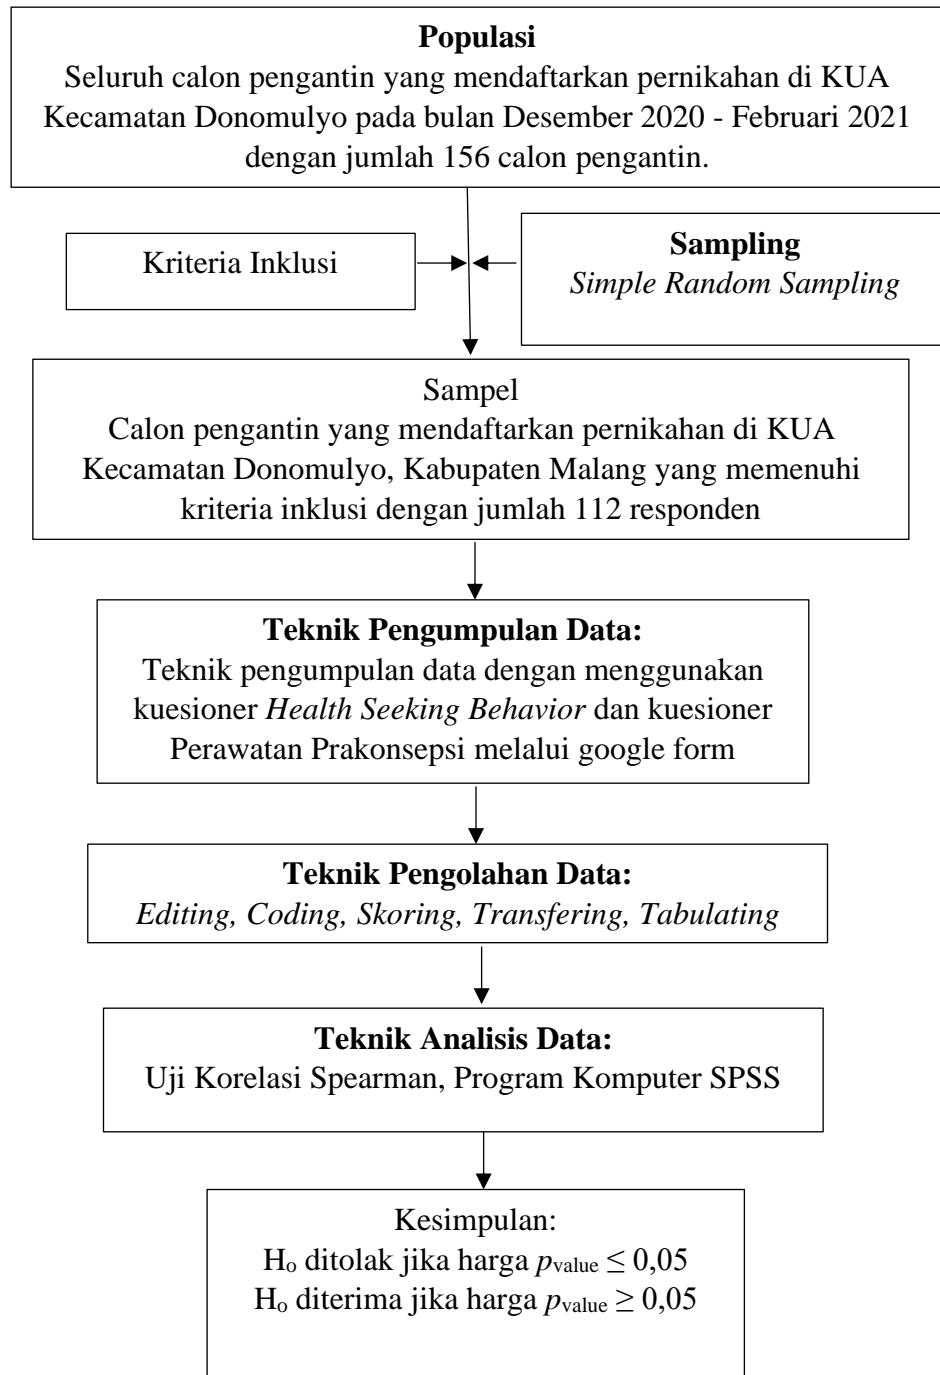 Populasi
Seluruh calon pengantin yang mendaftarkan pernikahan di KUA
Kecamatan Donomulyo pada bulan Desember 2020 - Februari 2021
dengan jumlah 156 calon pengantin.
Kriteria Inklusi
Sampling
Simple Random Sampling
Sampel
Calon pengantin yang mendaftarkan pernikahan di KUA
Kecamatan Donomulyo, Kabupaten Malang yang memenuhi
kriteria inklusi dengan jumlah 112 responden
Teknik Pengumpulan Data:
Teknik pengumpulan data dengan menggunakan
kuesioner Health Seeking Behavior dan kuesioner
Perawatan Prakonsepsi melalui google form
Teknik Pengolahan Data:
Editing, Coding, Skoring, Transfering, Tabulating
Teknik Analisis Data:
Uji Korelasi Spearman, Program Komputer SPSS
Kesimpulan:
Ho ditolak jika harga pvalue ≤ 0,05
Ho diterima jika harga pvalue ≥ 0,05